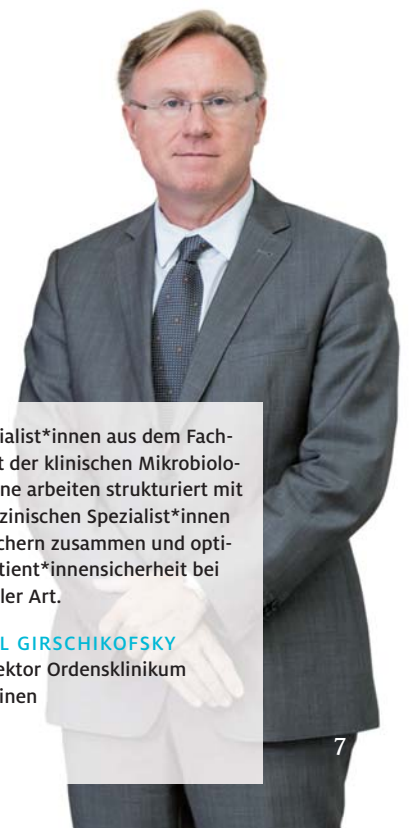 ialist*innen aus dem Fach-
t der klinischen Mikrobiolo-
ne arbeiten strukturiert mit
zinischen Spezialist*innen
chern zusammen und opti-
tient*innensicherheit bei
ler Art.
L GIRSCHIKOFSKY
ektor Ordensklinikum
inen
7